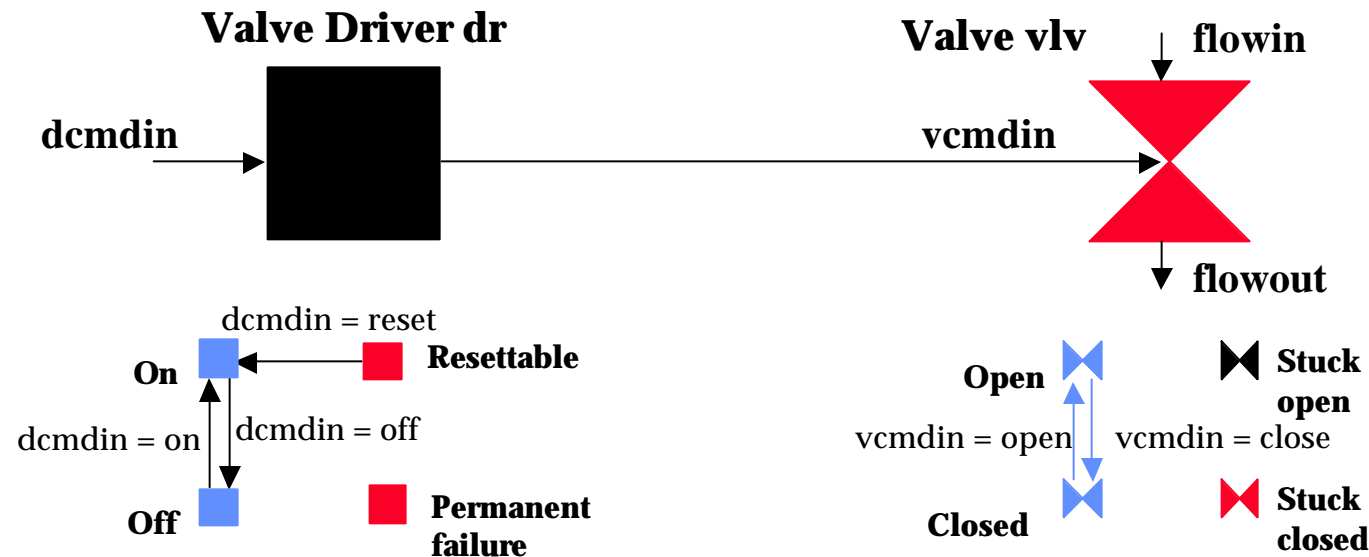 Valve Driver dr
Valve vlv
flowin
dcmdin
vcmdin
flowout
dcmdin = reset
On
Resettable
dcmdin = on
dcmdin = off
Off
Permanent
failure
Open
Stuck
open
vcmdin = open
vcmdin = close
Closed
Stuck
closed